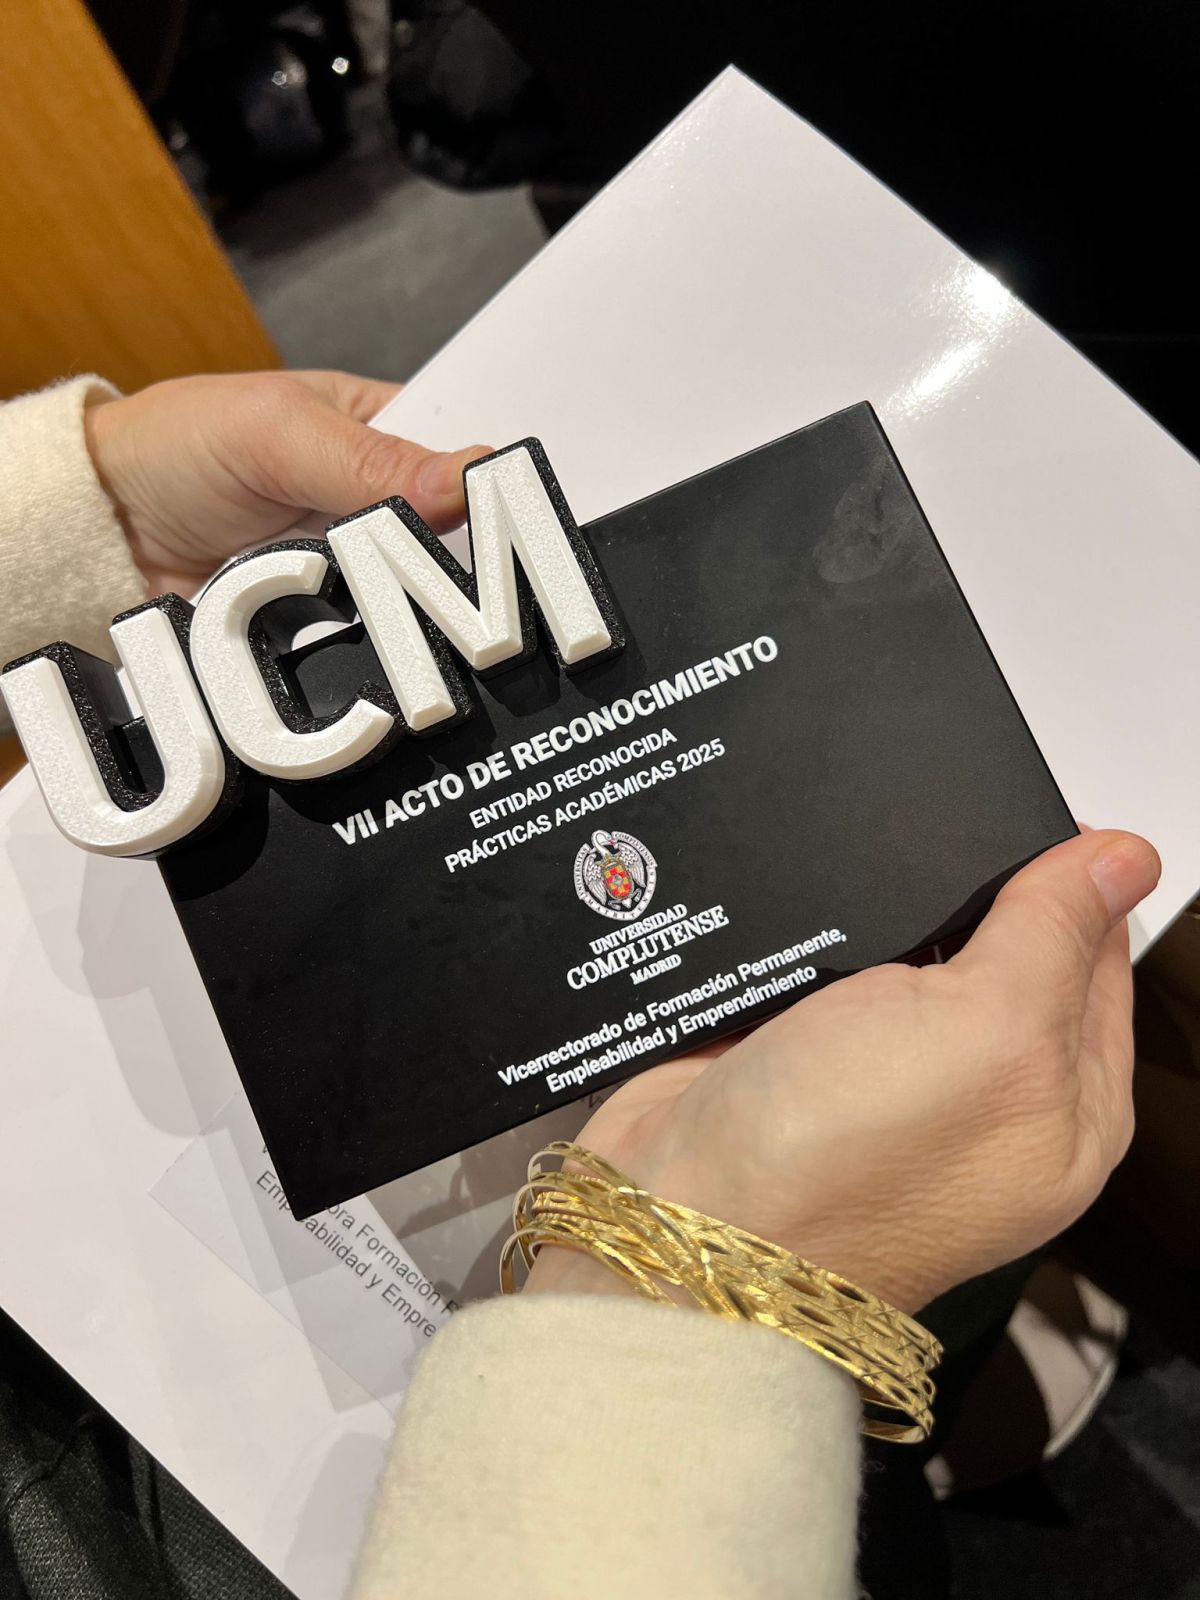 UCM
VII ACTO DE RECONOCIMIENTO
ENTIDAD RECONOCIDA
PRÁCTICAS ACADÉMICAS 2025
UNIVERSIDAD
COMPLUTENSE
MADRID
Vicerrectorado de Formación Permanente,
Empleabilidad y Emprendimiento
Formación
y